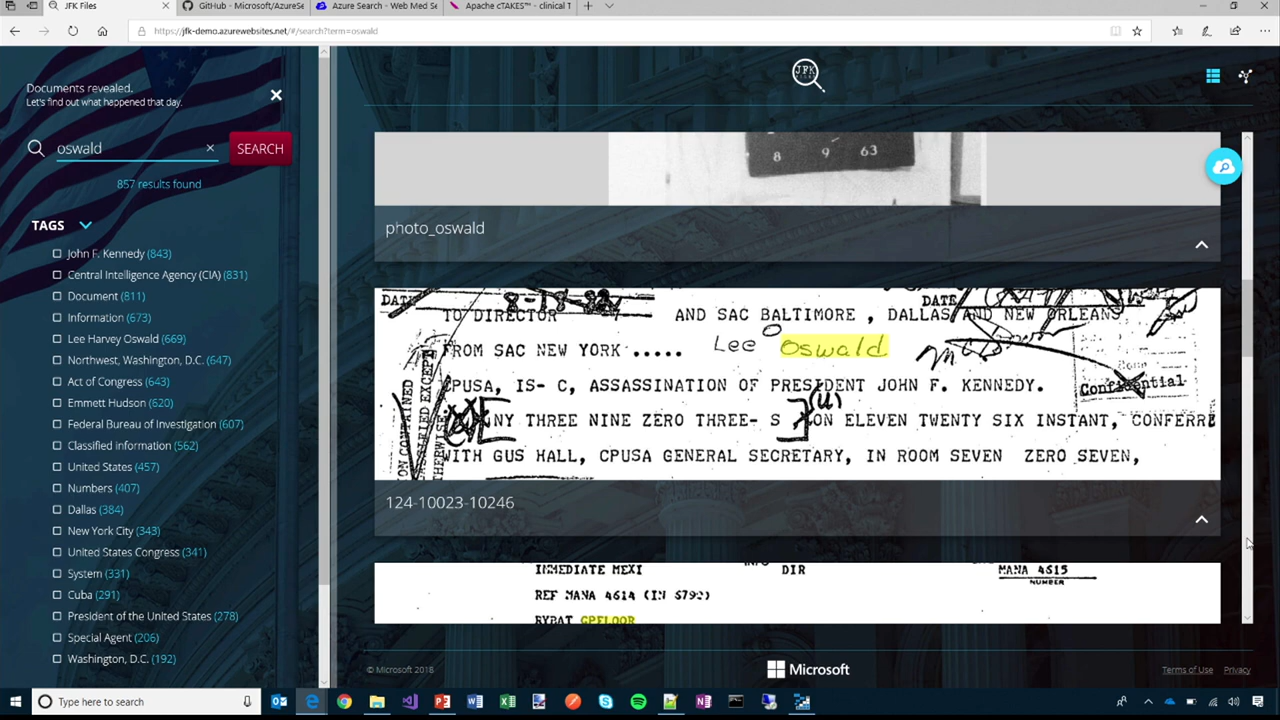 JFK Files
GitHub - Microsoft/AzureSe
Azure Search - Web Med Se
Apache cTAKES™ - clinical T
https://jfk-demo.azurewebsites.net/#/search?term=oswald
Documents revealed.
Let's find out what happened that day.
oswald
SEARCH
857 results found
TAGS
John F. Kennedy (843)
Central Intelligence Agency (CIA) (831)
Document (811)
Information (673)
Lee Harvey Oswald (669)
Northwest, Washington, D.C. (647)
Act of Congress (643)
Emmett Hudson (620)
Federal Bureau of Investigation (607)
Classified information (562)
United States (457)
Numbers (407)
Dallas (384)
New York City (343)
United States Congress (341)
System (331)
Cuba (291)
President of the United States (278)
Special Agent (206)
Washington, D.C. (192)
JFK
8 9 63
photo_oswald
DATE
TO DIRECTOR AND SAC BALTIMORE, DALLAS AND NEW ORLEANS
FROM SAC NEW YORK ..... Lee Oswald
CPUSA, IS- C, ASSASSINATION OF PRESIDENT JOHN F. KENNEDY.
Confidential
NY THREE NINE ZERO THREE- S ON ELEVEN TWENTY SIX INSTANT, CONFERRE
(u)
WITH GUS HALL, CPUSA GENERAL SECRETARY, IN ROOM SEVEN ZERO SEVEN,
124-10023-10246
IMMEDIATE MEXI INFO DIR MANA 4615
NUMBER
REF MANA 4614
RYBAT GPFLOOR
© Microsoft 2018
Microsoft
Terms of Use Privacy
Type here to search